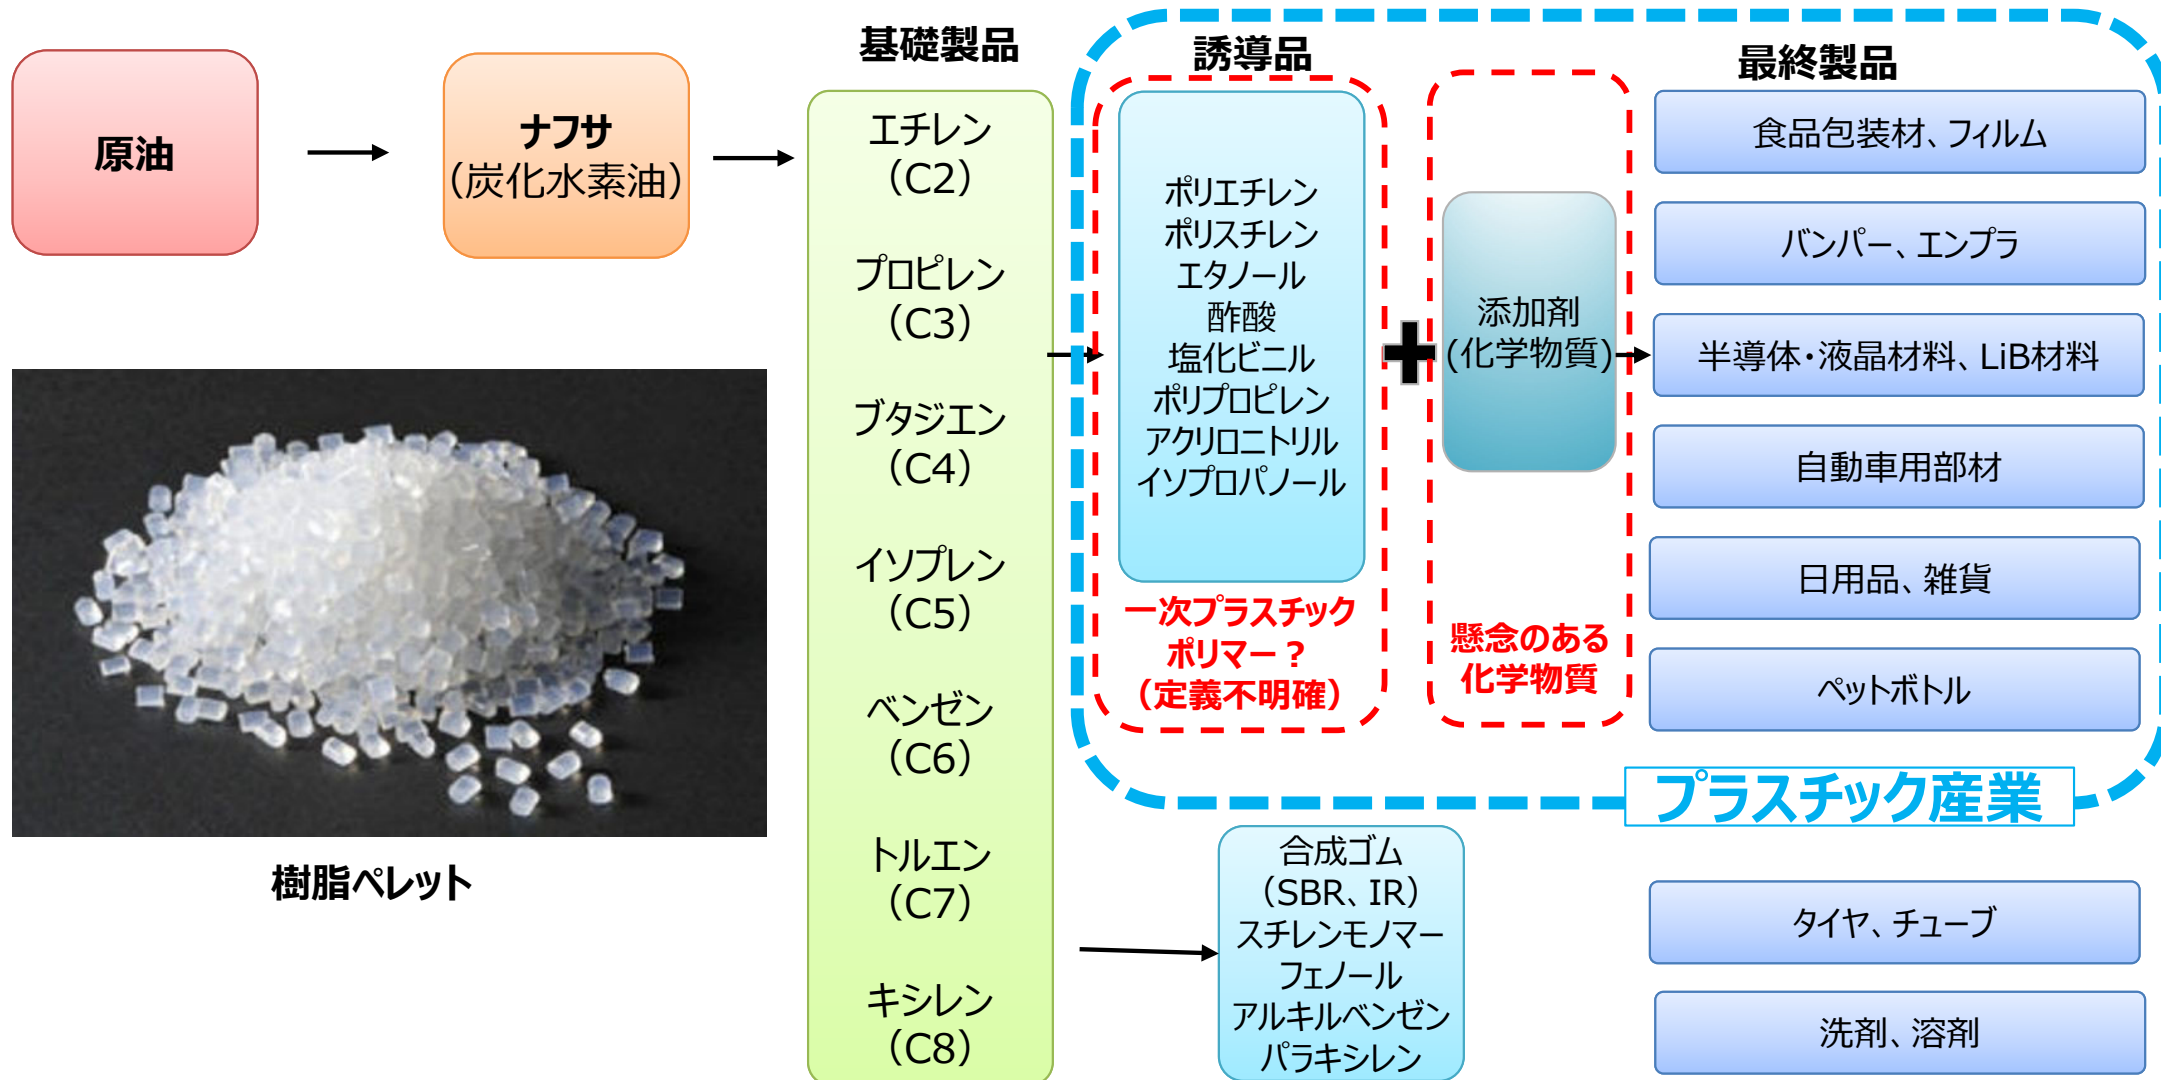 原油
ナフサ
（炭化水素油）
基礎製品
エチレン
（C2）
プロピレン
（C3）
ブタジエン
（C4）
イソプレン
（C5）
ベンゼン
（C6）
トルエン
（C7）
キシレン
（C8）
誘導品
ポリエチレン
ポリスチレン
エタノール
酢酸
塩化ビニル
ポリプロピレン
アクリロニトリル
イソプロパノール
一次プラスチック
ポリマー？
（定義不明確）
添加剤
(化学物質)
懸念のある
化学物質
最終製品
食品包装材、フィルム
バンパー、エンプラ
半導体・液晶材料、LiB材料
自動車用部材
日用品、雑貨
ペットボトル
プラスチック産業
樹脂ペレット
合成ゴム
（SBR、IR）
スチレンモノマー
フェノール
アルキルベンゼン
パラキシレン
タイヤ、チューブ
洗剤、溶剤